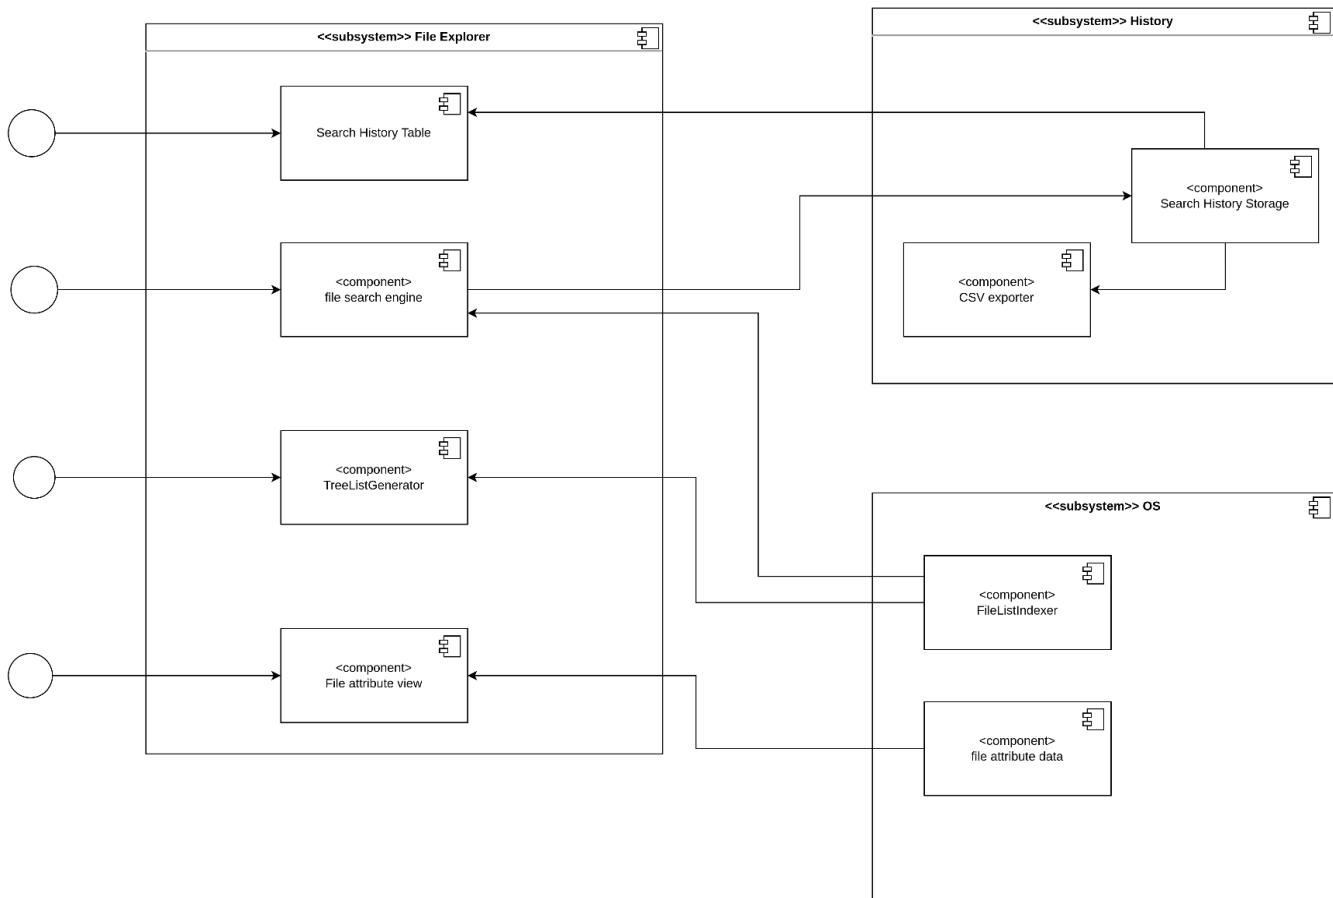 <<subsystem>> File Explorer
Search History Table
<component>
file search engine
<component>
TreeListGenerator
<component>
File attribute view
<<subsystem>> History
<component>
Search History Storage
<component>
CSV exporter
<<subsystem>> OS
<component>
FileListIndexer
<component>
file attribute data